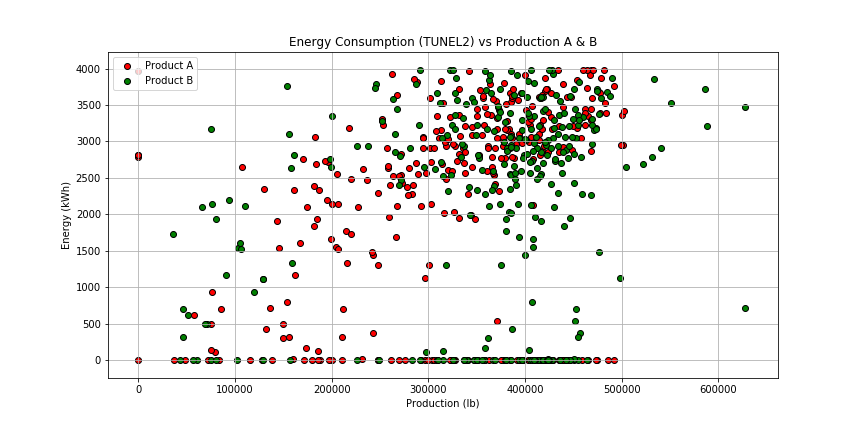 Energy Consumption (TUNEL2) vs Production A & B
Product A
Product B
4000
3500
3000
2500
2000
1500
1000
500
0
Energy (kWh)
0 100000 200000 300000 400000 500000 600000
Production (lb)